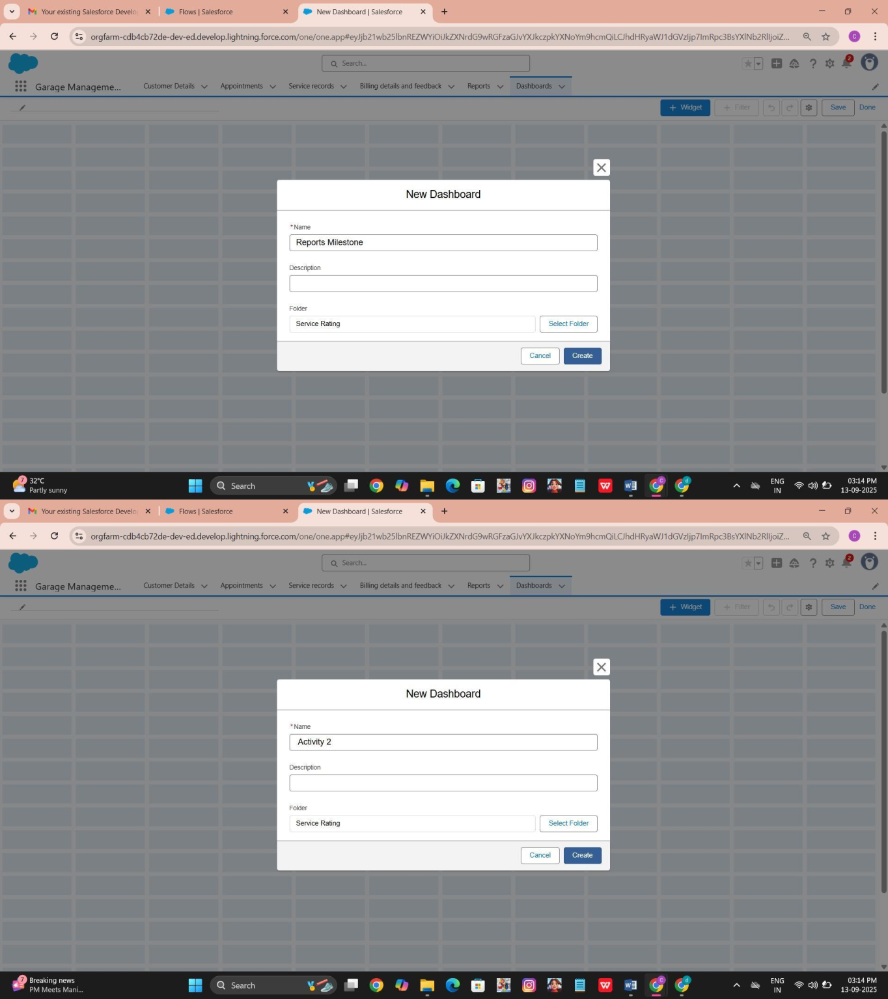 Your existing Salesforce Develo
Flows | Salesforce
New Dashboard | Salesforce
orgfarm-cdb4cb72de-dev-ed.develop.lightning.force.com/one/one.app#
Search...
2
Garage Manageme...
Customer Details
Appointments
Service records
Billing details and feedback
Reports
Dashboards
+ Widget
+ Filter
Save
Done
New Dashboard
*Name
Reports Milestone
Description
Folder
Service Rating
Select Folder
Cancel
Create
7
32°C
Partly sunny
Search
ENG
IN
03:14 PM
13-09-2025
Your existing Salesforce Develo
Flows | Salesforce
New Dashboard | Salesforce
orgfarm-cdb4cb72de-dev-ed.develop.lightning.force.com/one/one.app#
Search...
2
Garage Manageme...
Customer Details
Appointments
Service records
Billing details and feedback
Reports
Dashboards
+ Widget
+ Filter
Save
Done
New Dashboard
*Name
Activity 2
Description
Folder
Service Rating
Select Folder
Cancel
Create
7
Breaking news
PM Meets Mani...
Search
ENG
IN
03:14 PM
13-09-2025